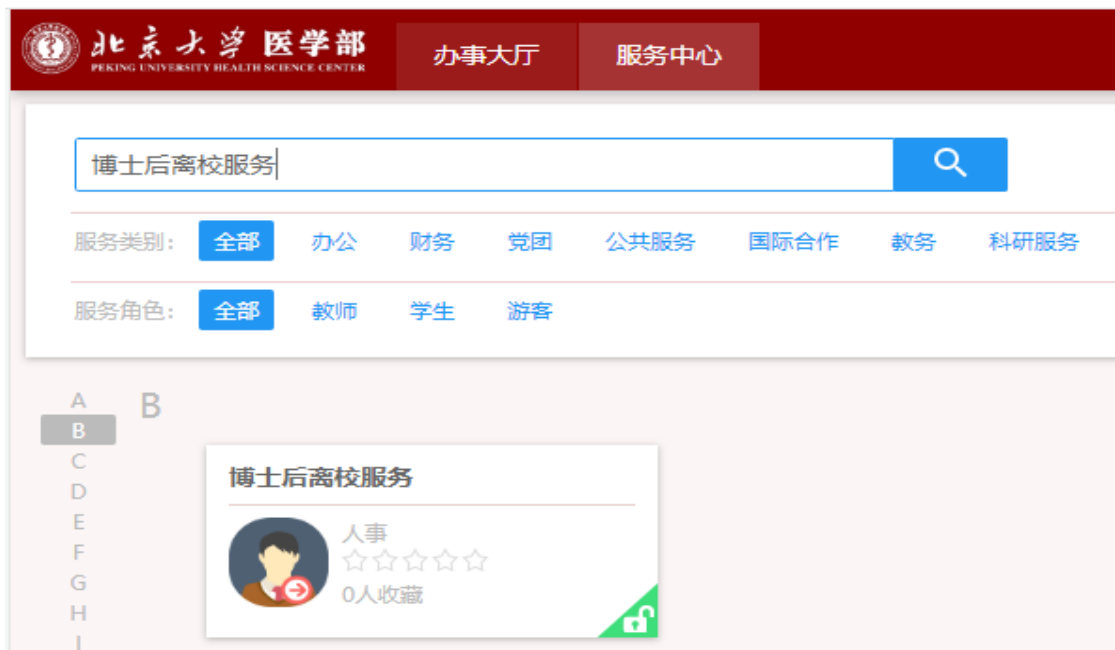 北京大学医学部
PEKING UNIVERSITY HEALTH SCIENCE CENTER
办事大厅 服务中心
博士后离校服务
服务类别: 全部 办公 财务 党团 公共服务 国际合作 教务 科研服务
服务角色: 全部 教师 学生 游客
A
B
B
C
D
E
F
G
H
博士后离校服务
人事
0人收藏